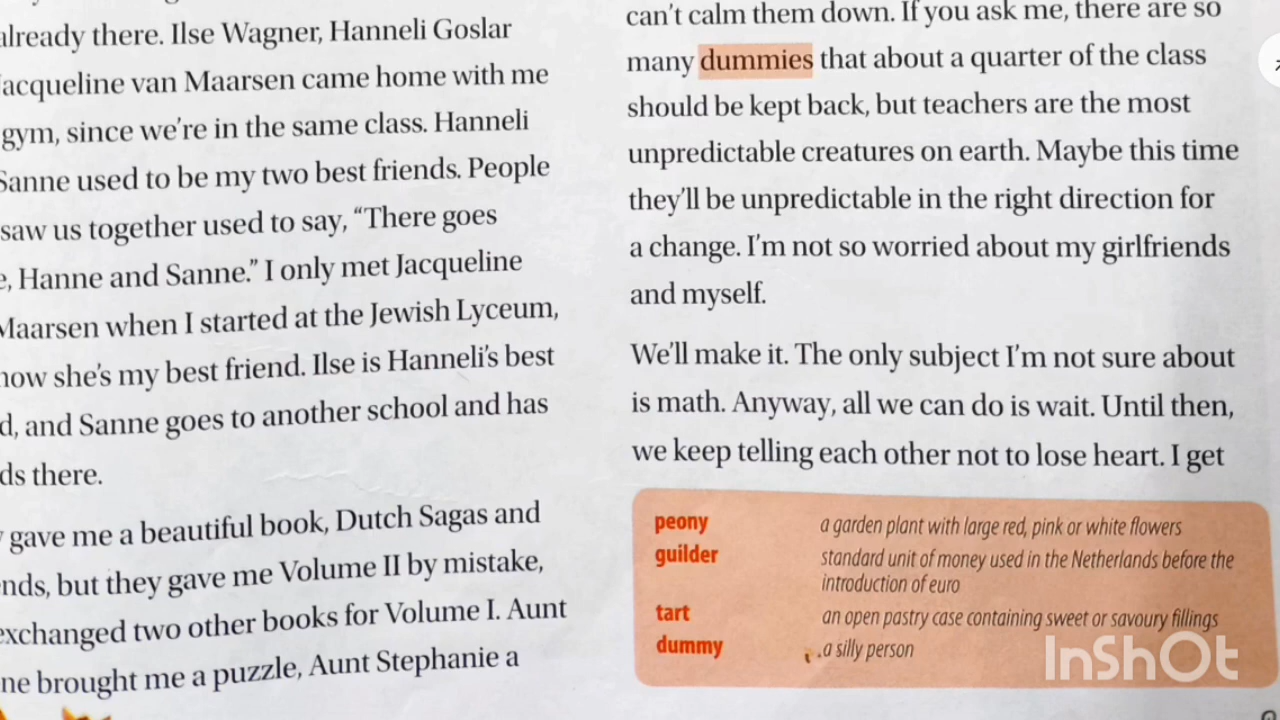 already there. Ilse Wagner, Hanneli Goslar
Jacqueline van Maarsen came home with me
gym, since we're in the same class. Hanneli
Sanne used to be my two best friends. People
saw us together used to say, “There goes
e, Hanne and Sanne.” I only met Jacqueline
Maarsen when I started at the Jewish Lyceum,
now she's my best friend. Ilse is Hanneli's best
d, and Sanne goes to another school and has
ds there.
gave me a beautiful book, Dutch Sagas and
nds, but they gave me Volume II by mistake,
exchanged two other books for Volume I. Aunt
ne brought me a puzzle, Aunt Stephanie a
can't calm them down. If you ask me, there are so
many dummies that about a quarter of the class
should be kept back, but teachers are the most
unpredictable creatures on earth. Maybe this time
they'll be unpredictable in the right direction for
a change. I'm not so worried about my girlfriends
and myself.
We'll make it. The only subject I'm not sure about
is math. Anyway, all we can do is wait. Until then,
we keep telling each other not to lose heart. I get
peony a garden plant with large red, pink or white flowers
guilder standard unit of money used in the Netherlands before the
introduction of euro
tart an open pastry case containing sweet or savoury fillings
dummy a silly person
InShOt